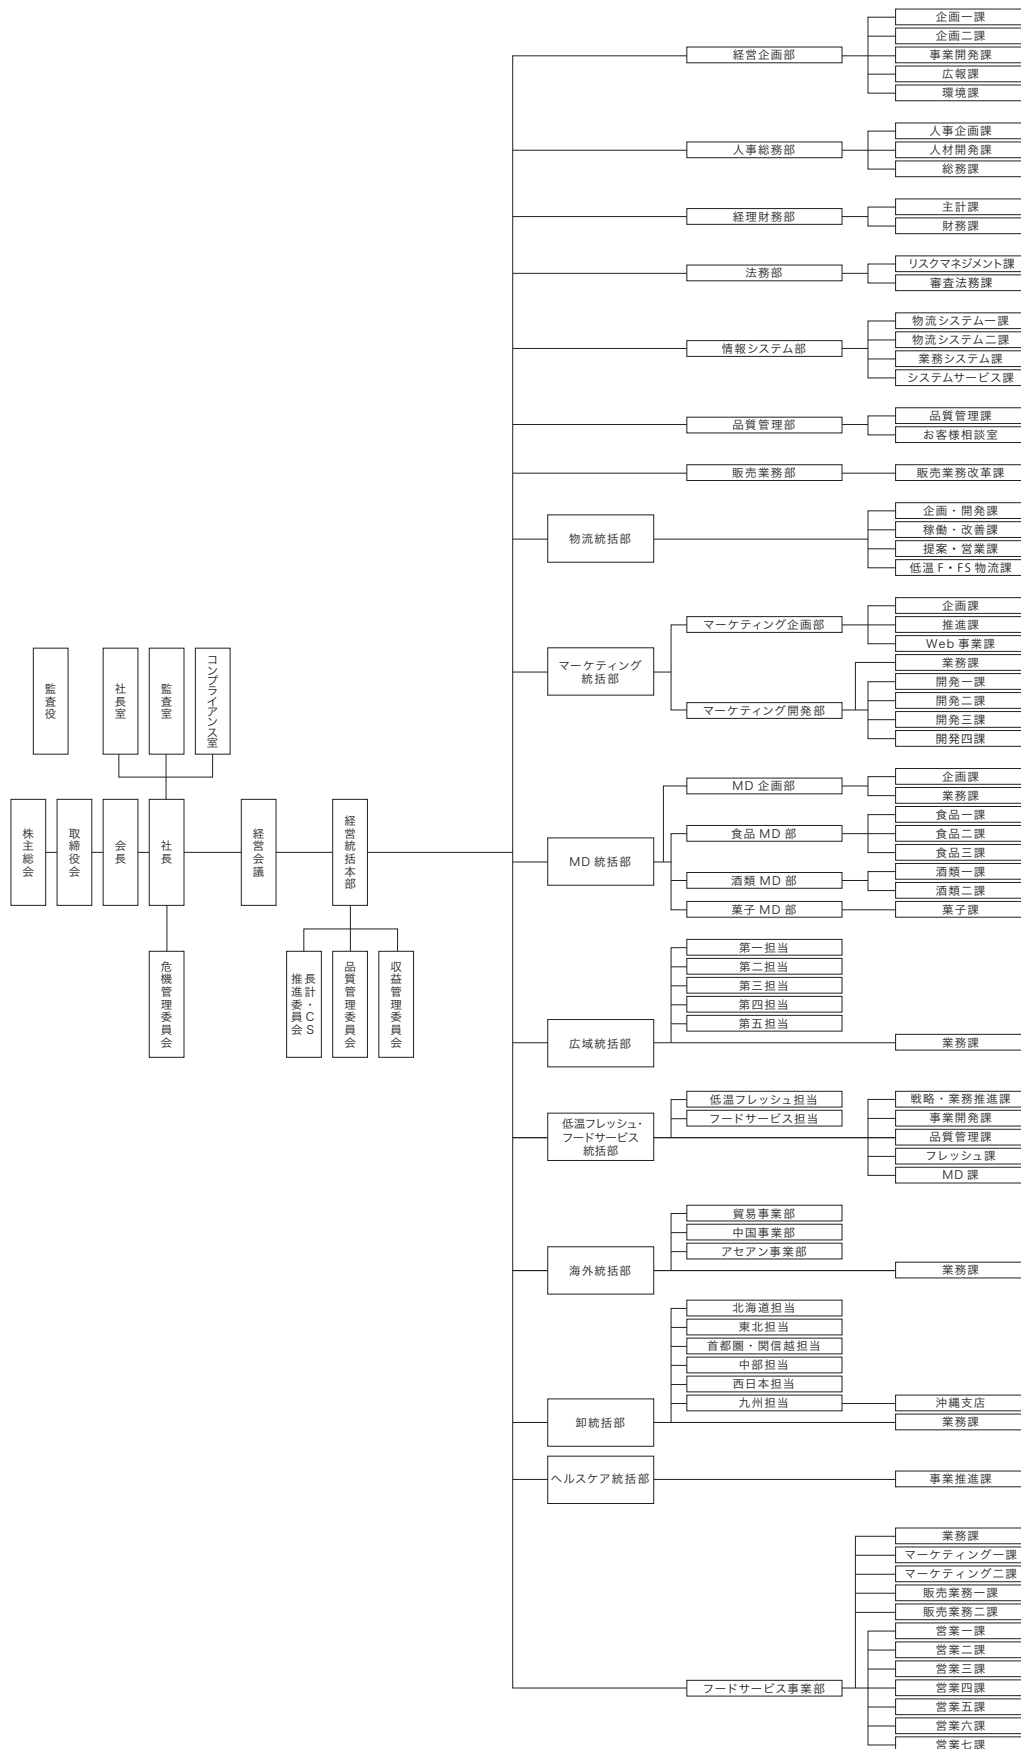 株主総会
取締役会
会長
社長
監査役
社長室
監査室
コンプライアンス室
危機管理委員会
経営会議
経営統括本部
長計・CS
推進委員会
品質管理委員会
収益管理委員会
経営企画部
企画一課
企画二課
事業開発課
広報課
環境課
人事総務部
人事企画課
人材開発課
総務課
経理財務部
主計課
財務課
法務部
リスクマネジメント課
審査法務課
情報システム部
物流システム一課
物流システム二課
業務システム課
システムサービス課
品質管理部
品質管理課
お客様相談室
販売業務部
販売業務改革課
物流統括部
企画・開発課
稼働・改善課
提案・営業課
低温 F・FS 物流課
マーケティング
統括部
マーケティング企画部
企画課
推進課
Web 事業課
マーケティング開発部
業務課
開発一課
開発二課
開発三課
開発四課
MD 統括部
MD 企画部
企画課
業務課
食品 MD 部
食品一課
食品二課
食品三課
酒類 MD 部
酒類一課
酒類二課
菓子 MD 部
菓子課
広域統括部
第一担当
第二担当
第三担当
第四担当
第五担当
業務課
低温フレッシュ・
フードサービス
統括部
低温フレッシュ担当
フードサービス担当
戦略・業務推進課
事業開発課
品質管理課
フレッシュ課
MD 課
海外統括部
貿易事業部
中国事業部
アセアン事業部
業務課
卸統括部
北海道担当
東北担当
首都圏・関信越担当
中部担当
西日本担当
九州担当
沖縄支店
業務課
ヘルスケア統括部
事業推進課
フードサービス事業部
業務課
マーケティング一課
マーケティング二課
販売業務一課
販売業務二課
営業一課
営業二課
営業三課
営業四課
営業五課
営業六課
営業七課